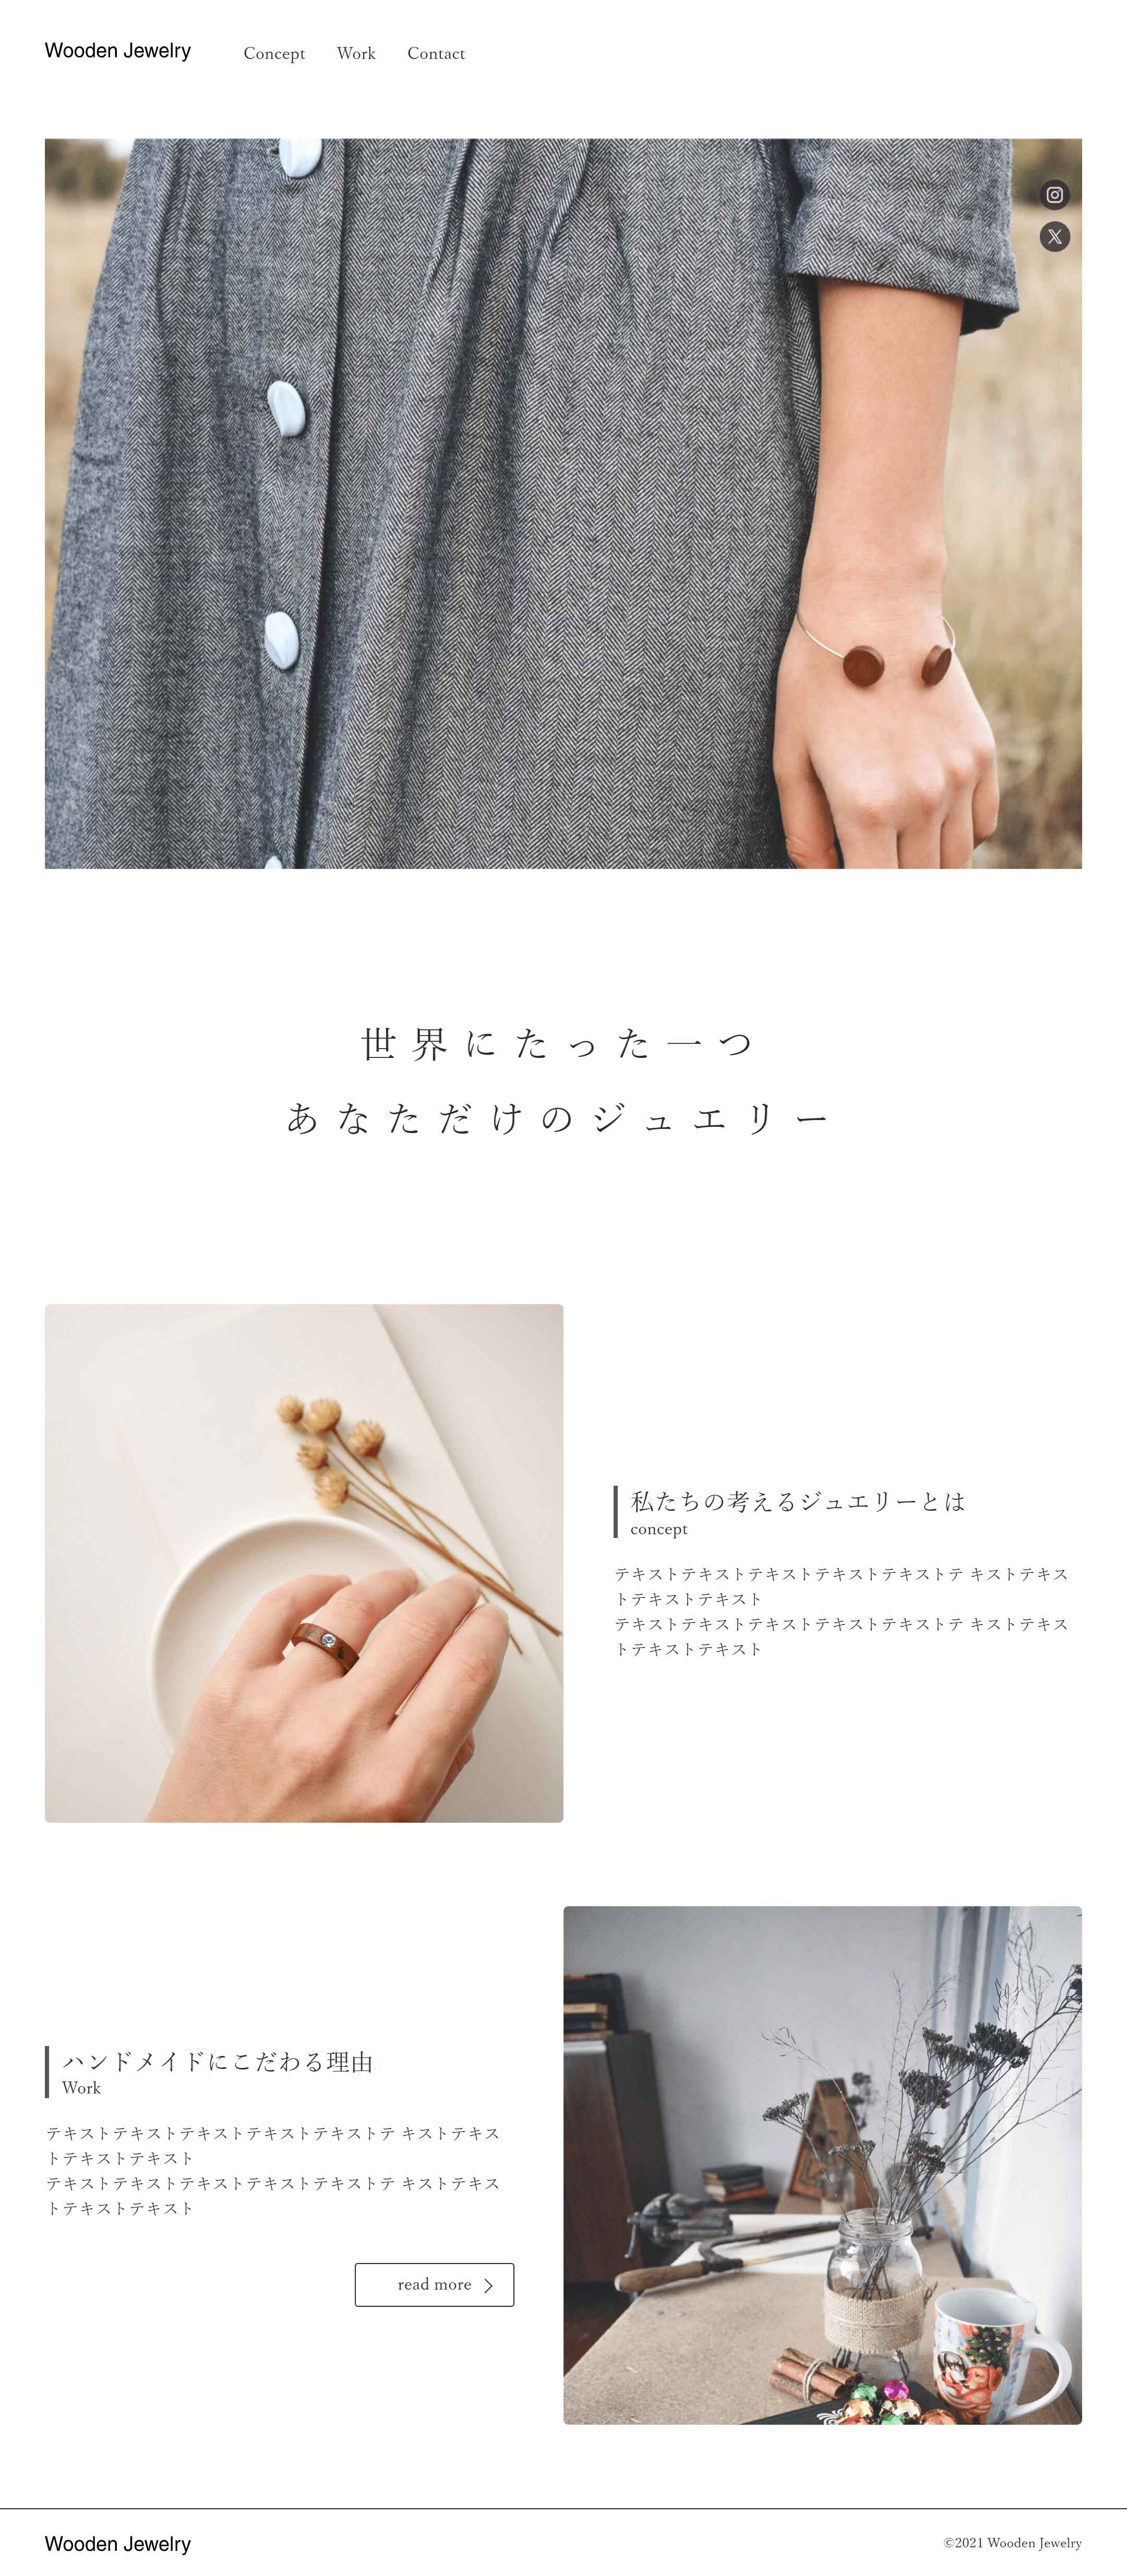 Wooden Jewelry
Concept Work Contact
世界にたった一つ
あなただけのジュエリー
私たちの考えるジュエリーとは
concept
テキストテキストテキストテキストテキストテ キストテキス
トテキストテキスト
テキストテキストテキストテキストテキストテ キストテキス
トテキストテキスト
ハンドメイドにこだわる理由
Work
テキストテキストテキストテキストテキストテ キストテキス
トテキストテキスト
テキストテキストテキストテキストテキストテ キストテキス
トテキストテキスト
read more
Wooden Jewelry
©2021 Wooden Jewelry